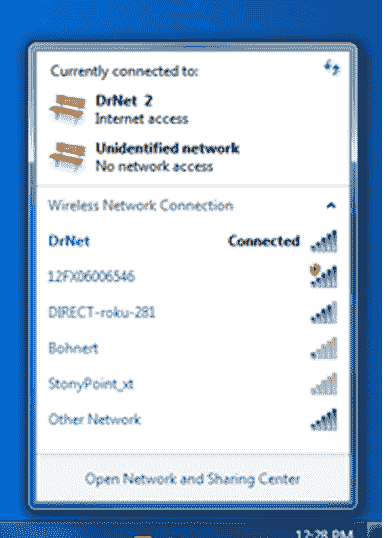 Currently connected to:
DrNet 2
Internet access
Unidentified network
No network access
Wireless Network Connection
DrNet Connected
12FX06006546
DIRECT-roku-281
Bohnert
StonyPoint_xt
Other Network
Open Network and Sharing Center
12:28 PM